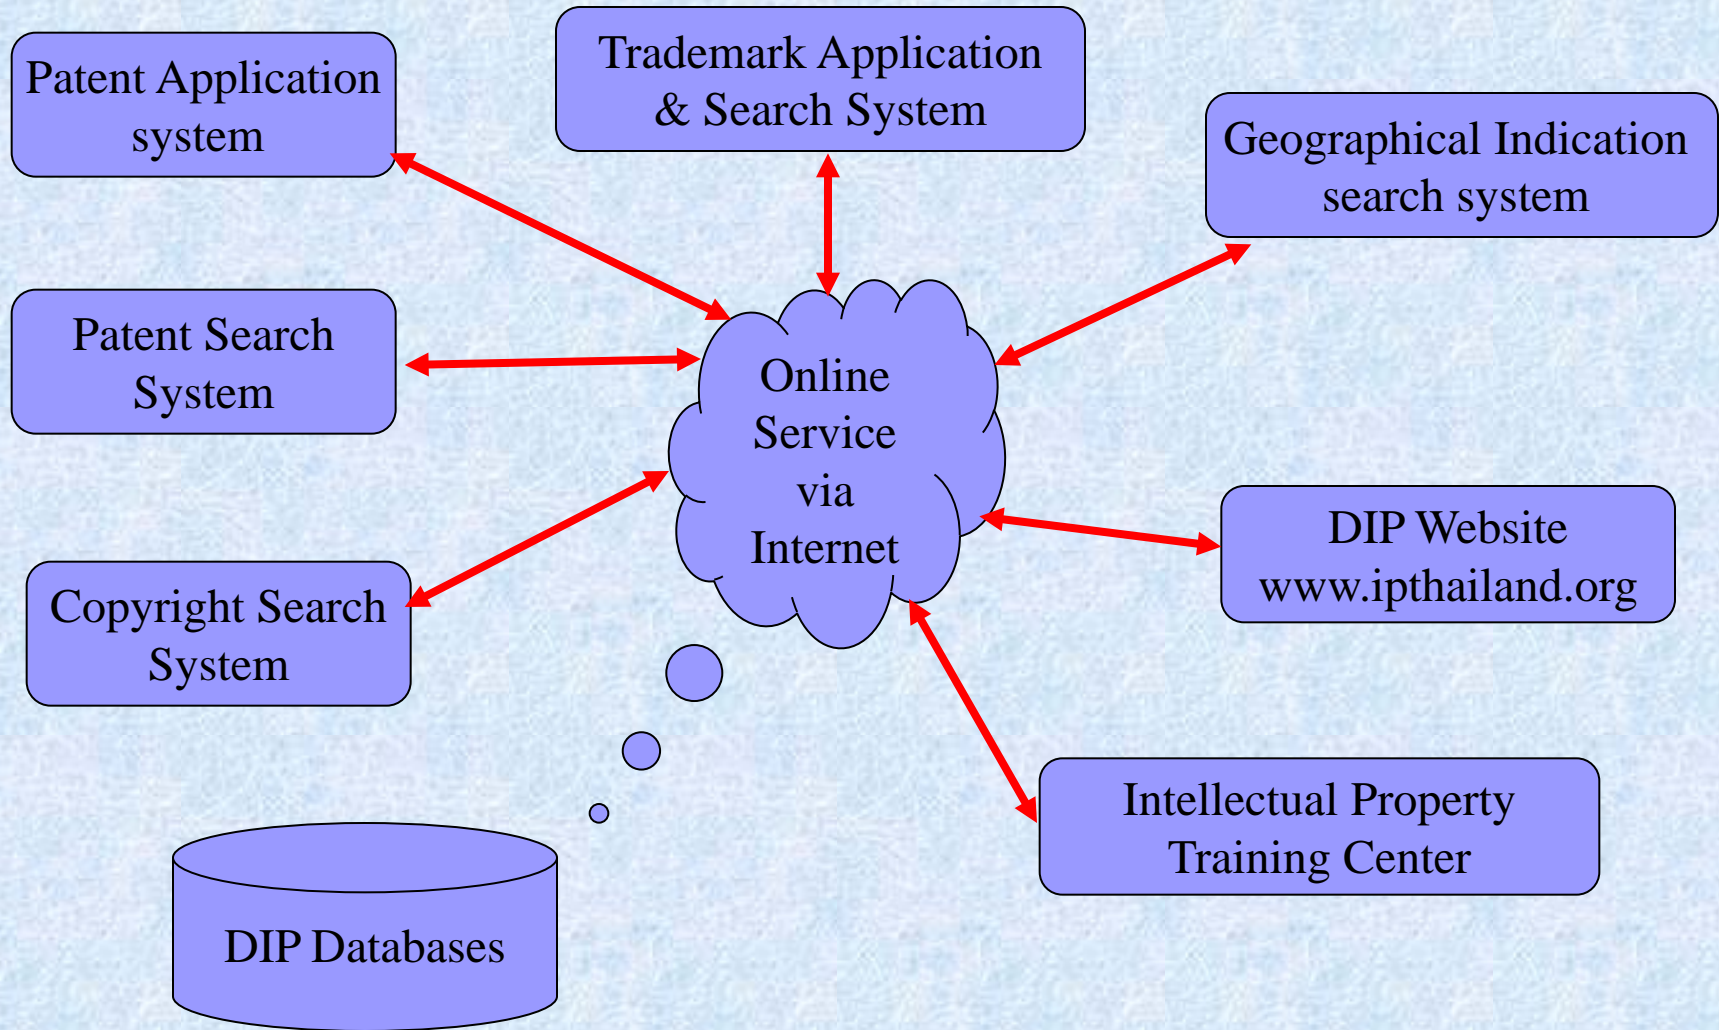 Patent Application
system
Trademark Application
& Search System
Geographical Indication
search system
Patent Search
System
Online
Service
via
Internet
DIP Website
www.ipthailand.org
Copyright Search
System
Intellectual Property
Training Center
DIP Databases